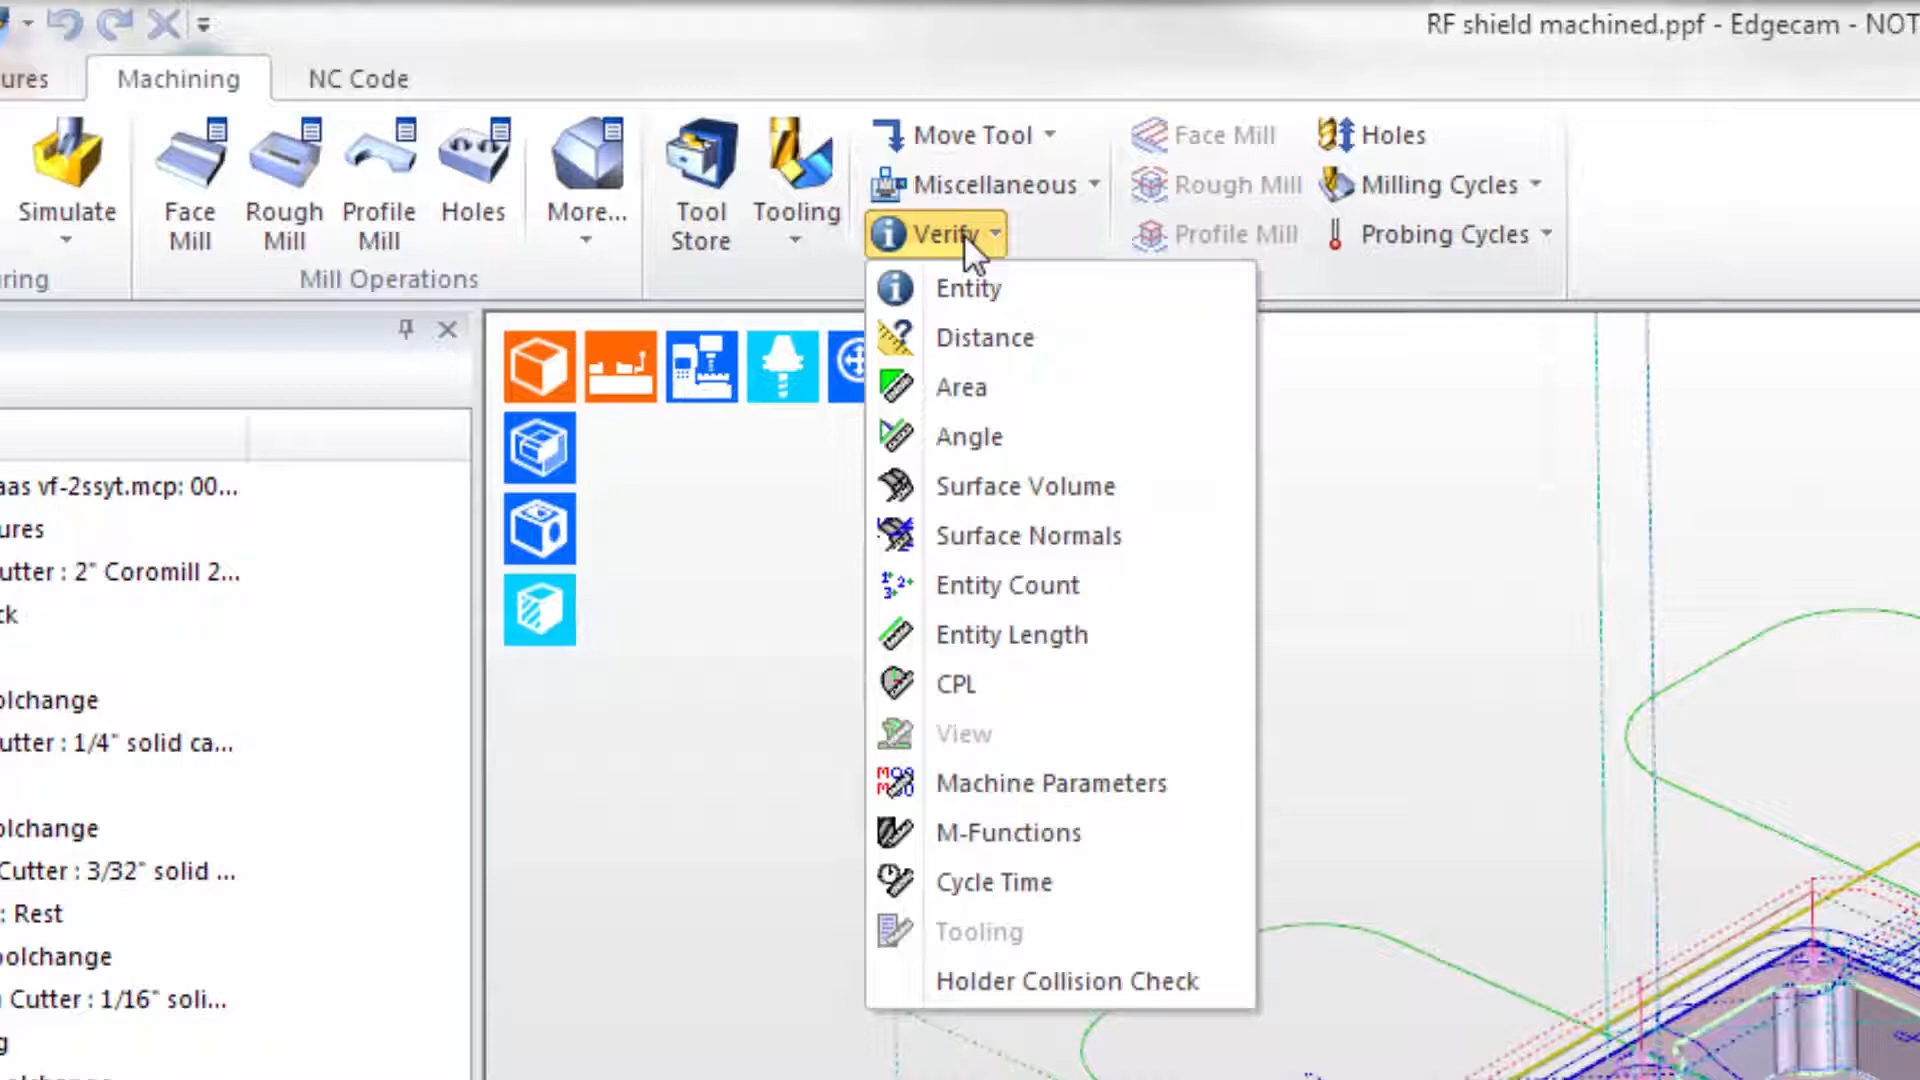 RF shield machined.ppf - Edgecam - NOT
ures
Machining
NC Code
Simulate
Face Mill
Rough Mill
Profile Mill
Holes
More...
Tool Store
Tooling
Move Tool
Miscellaneous
Verify
Face Mill
Rough Mill
Profile Mill
Holes
Milling Cycles
Probing Cycles
ring
Mill Operations
Entity
Distance
Area
Angle
Surface Volume
Surface Normals
Entity Count
Entity Length
CPL
View
Machine Parameters
M-Functions
Cycle Time
Tooling
Holder Collision Check
aas vf-2ssyt.mcp: 00...
ures
utter : 2" Coromill 2...
ck
olchange
utter : 1/4" solid ca...
olchange
Cutter : 3/32" solid ...
: Rest
oolchange
Cutter : 1/16" soli...
g